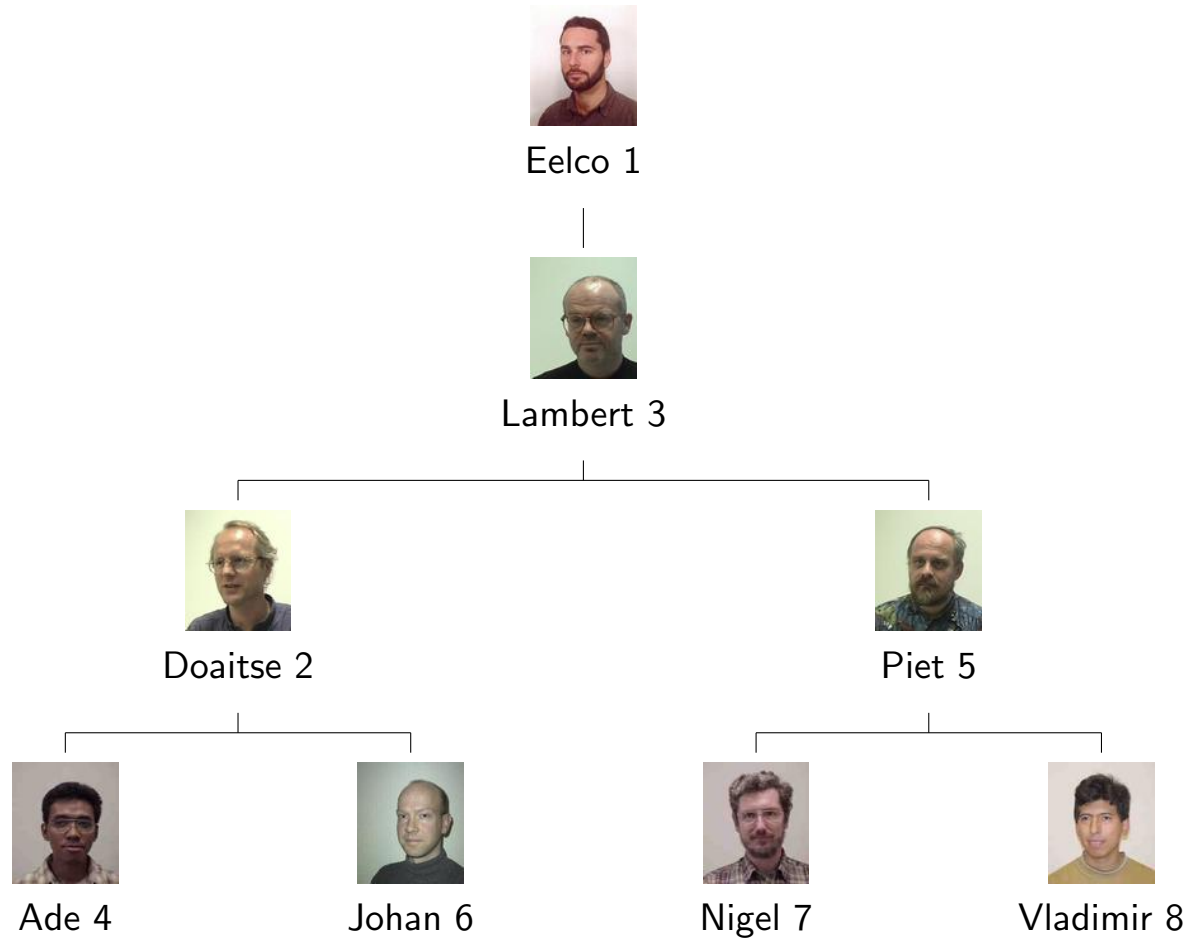 Eelco 1
Lambert 3
Doaitse 2
Piet 5
Ade 4
Johan 6
Nigel 7
Vladimir 8